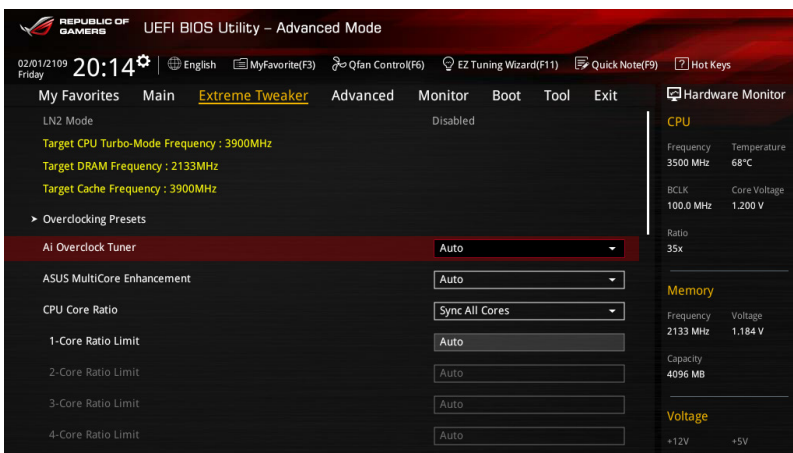 REPUBLIC OF
GAMERS
UEFI BIOS Utility – Advanced Mode
02/01/2109
Friday
20:14
English
MyFavorite(F3)
Qfan Control(F6)
EZ Tuning Wizard(F11)
Quick Note(F9)
? Hot Keys
My Favorites Main Extreme Tweaker Advanced Monitor Boot Tool Exit
LN2 Mode Disabled
Target CPU Turbo-Mode Frequency : 3900MHz
Target DRAM Frequency : 2133MHz
Target Cache Frequency : 3900MHz
Overclocking Presets
Ai Overclock Tuner Auto
ASUS MultiCore Enhancement Auto
CPU Core Ratio Sync All Cores
1-Core Ratio Limit Auto
2-Core Ratio Limit Auto
3-Core Ratio Limit Auto
4-Core Ratio Limit Auto
Hardware Monitor
CPU
Frequency Temperature
3500 MHz 68°C
BCLK Core Voltage
100.0 MHz 1.200 V
Ratio
35x
Memory
Frequency Voltage
2133 MHz 1.184 V
Capacity
4096 MB
Voltage
+12V +5V